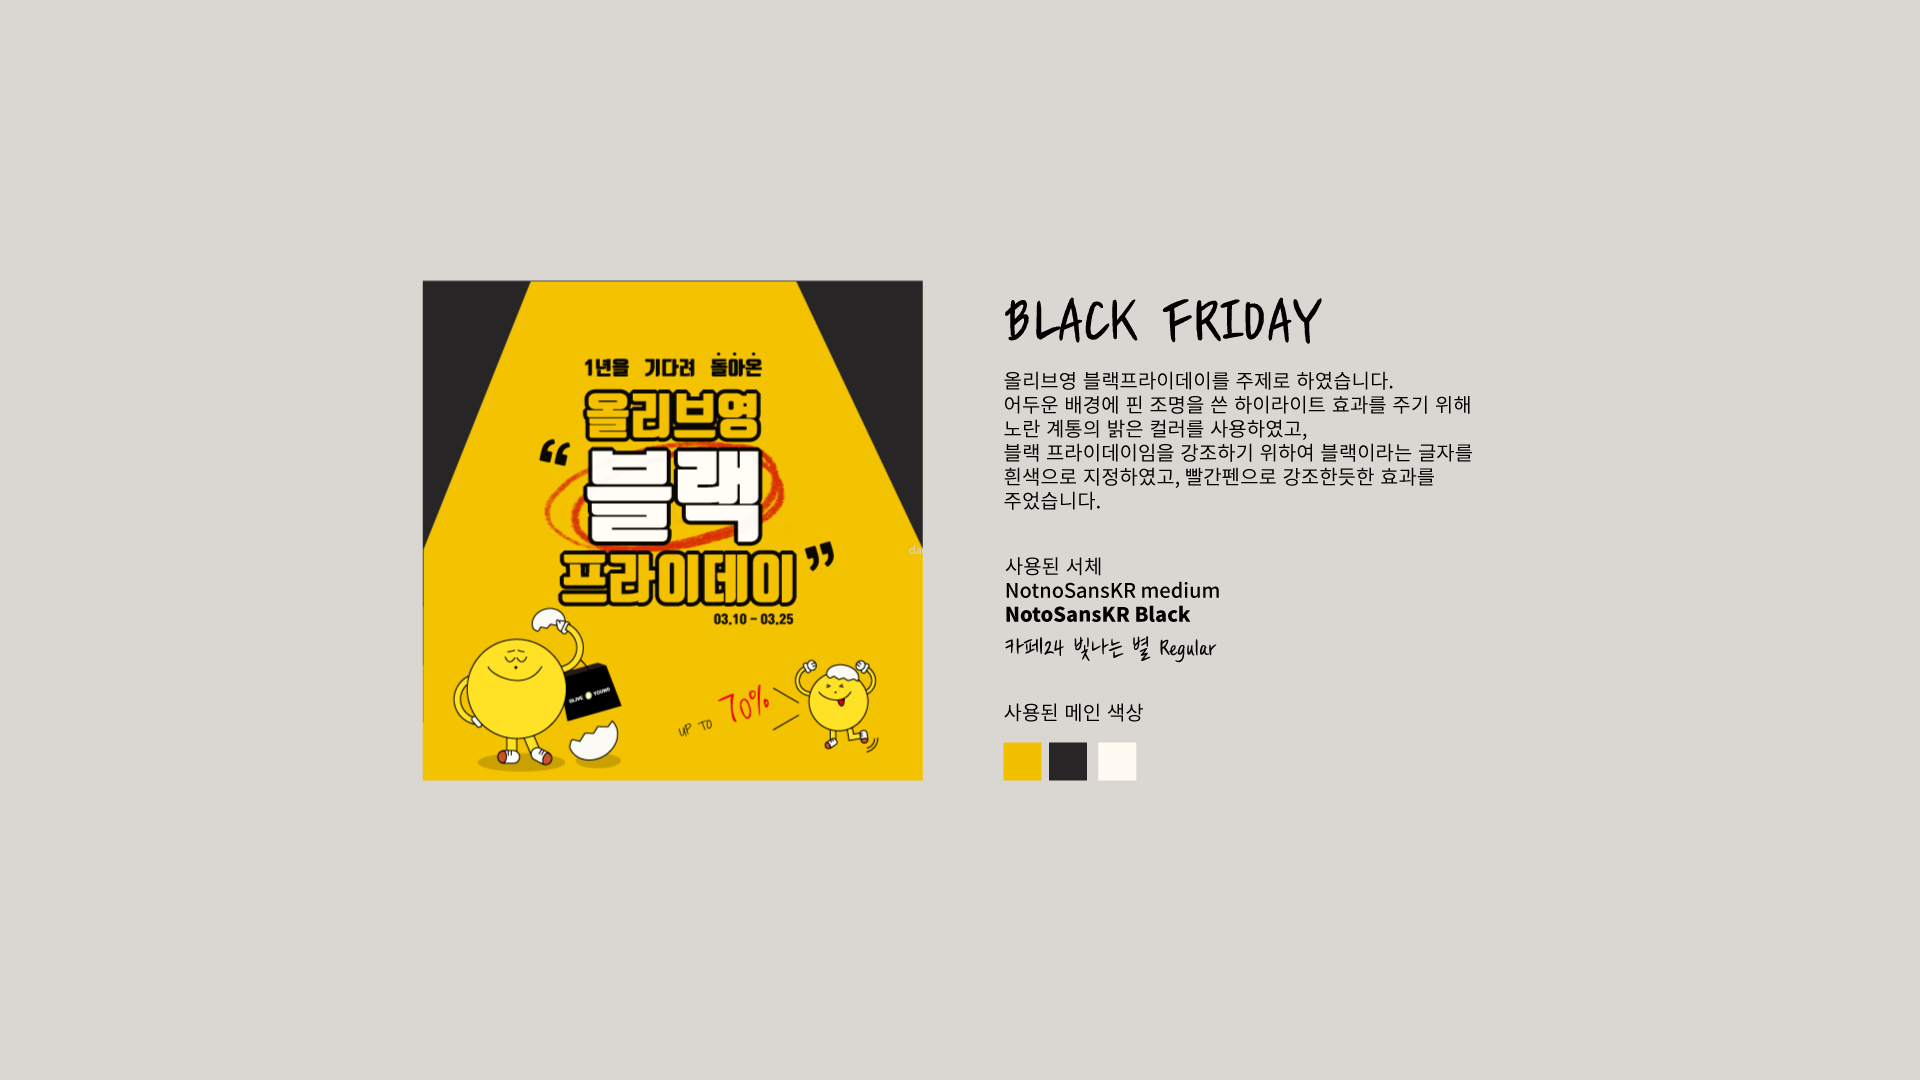 1년을 기다려 돌아온
올리브영
“블랙
프라이데이”
03.10 - 03.25
OLIVE YOUNG
UP TO 70%
BLACK FRIDAY
올리브영 블랙프라이데이를 주제로 하였습니다.
어두운 배경에 핀 조명을 쏜 하이라이트 효과를 주기 위해
노란 계통의 밝은 컬러를 사용하였고,
블랙 프라이데이임을 강조하기 위하여 블랙이라는 글자를
흰색으로 지정하였고, 빨간펜으로 강조한듯한 효과를
주었습니다.
사용된 서체
NotnoSansKR medium
NotoSansKR Black
카페24 빛나는 별 Regular
사용된 메인 색상